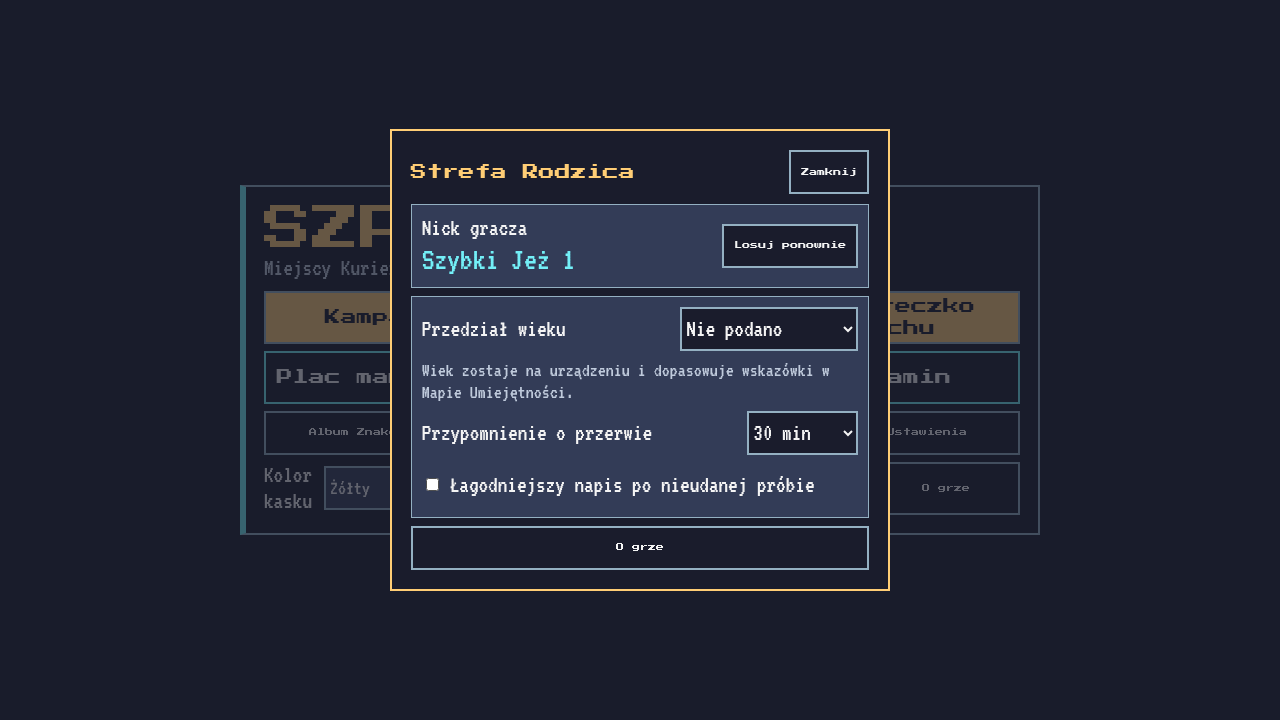 Strefa Rodzica
Zamknij
Nick gracza
Szybki Jeż 1
Losuj ponownie
Przedział wieku
Nie podano
Wiek zostaje na urządzeniu i dopasowuje wskazówki w
Mapie Umiejętności.
Przypomnienie o przerwie
30 min
Łagodniejszy napis po nieudanej próbie
O grze
Miejscy Kurie
Plac ma
Album Znak
Kolor
kasku
Żółty
eczko
chu
amin
Ustawienia
O grze